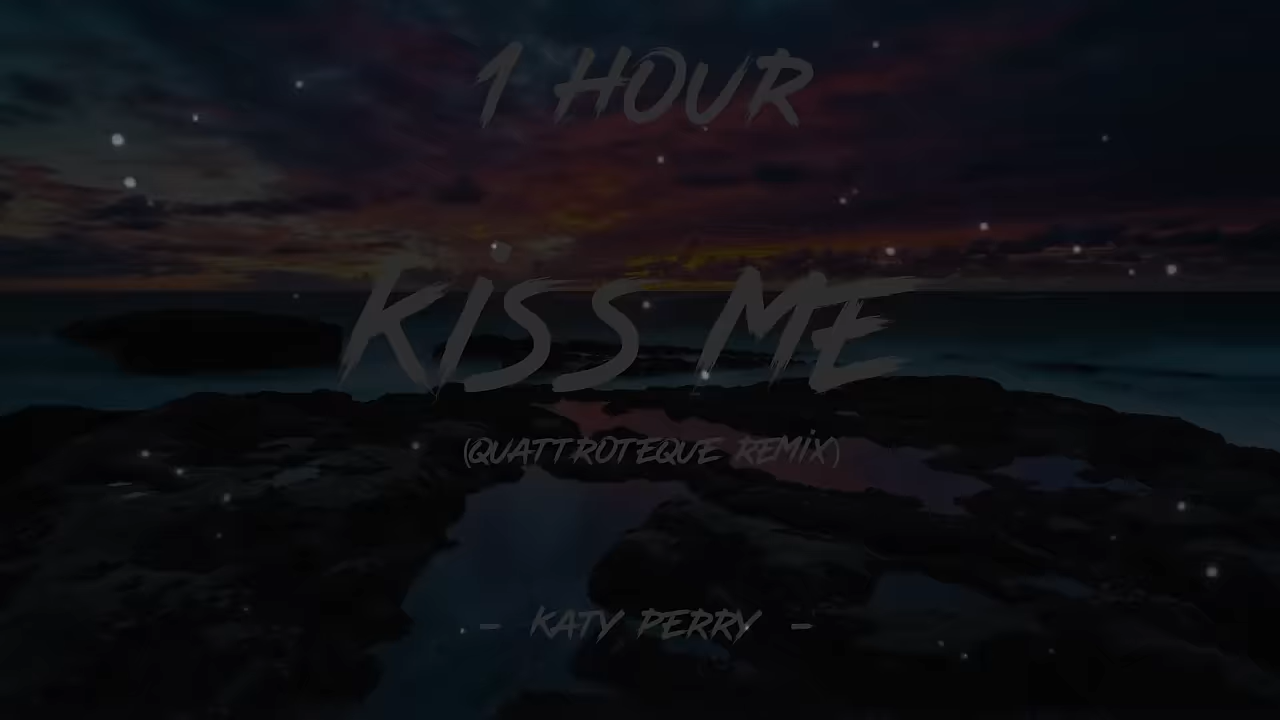 1 HOUR
KISS ME
(QUATTROTEQUE REMIX)
- KATY PERRY -